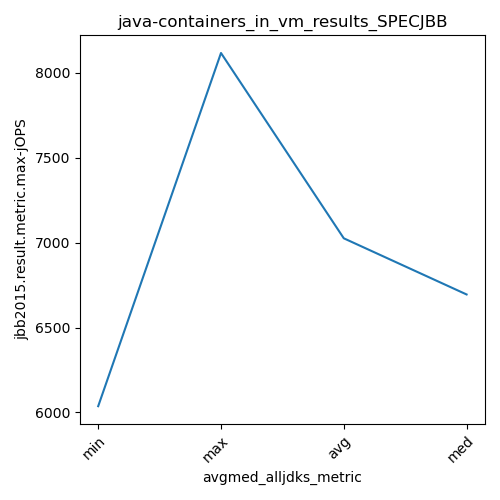 java-containers_in_vm_results_SPECJBB
jbb2015.result.metric.max-jOPS
8000
7500
7000
6500
6000
min
max
avg
med
avgmed_alljdks_metric